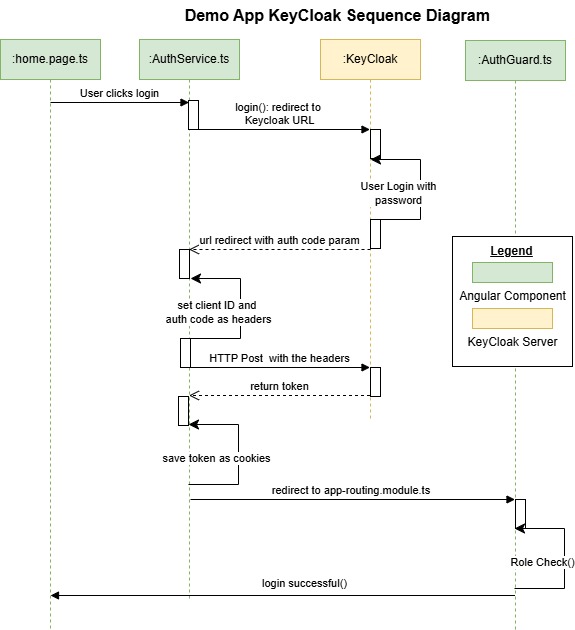 Demo App KeyCloak Sequence Diagram
:home.page.ts
:AuthService.ts
:KeyCloak
:AuthGuard.ts
User clicks login
login(): redirect to
Keycloak URL
User Login with
password
url redirect with auth code param
Legend
Angular Component
KeyCloak Server
set client ID and
auth code as headers
HTTP Post  with the headers
return token
save token as cookies
redirect to app-routing.module.ts
Role Check()
login successful()